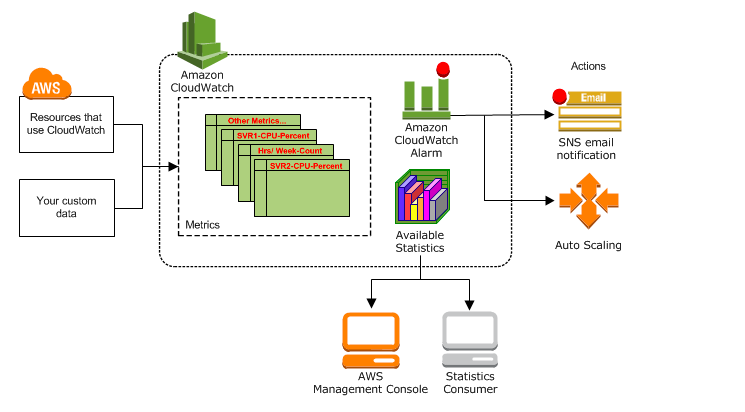 AWS
Resources that
use CloudWatch
Your custom
data
Amazon
CloudWatch
Other Metrics...
SVR1-CPU-Percent
Hrs/ Week-Count
SVR2-CPU-Percent
Metrics
Amazon
CloudWatch
Alarm
Available
Statistics
Actions
Email
SNS email
notification
Auto Scaling
AWS
Management Console
Statistics
Consumer